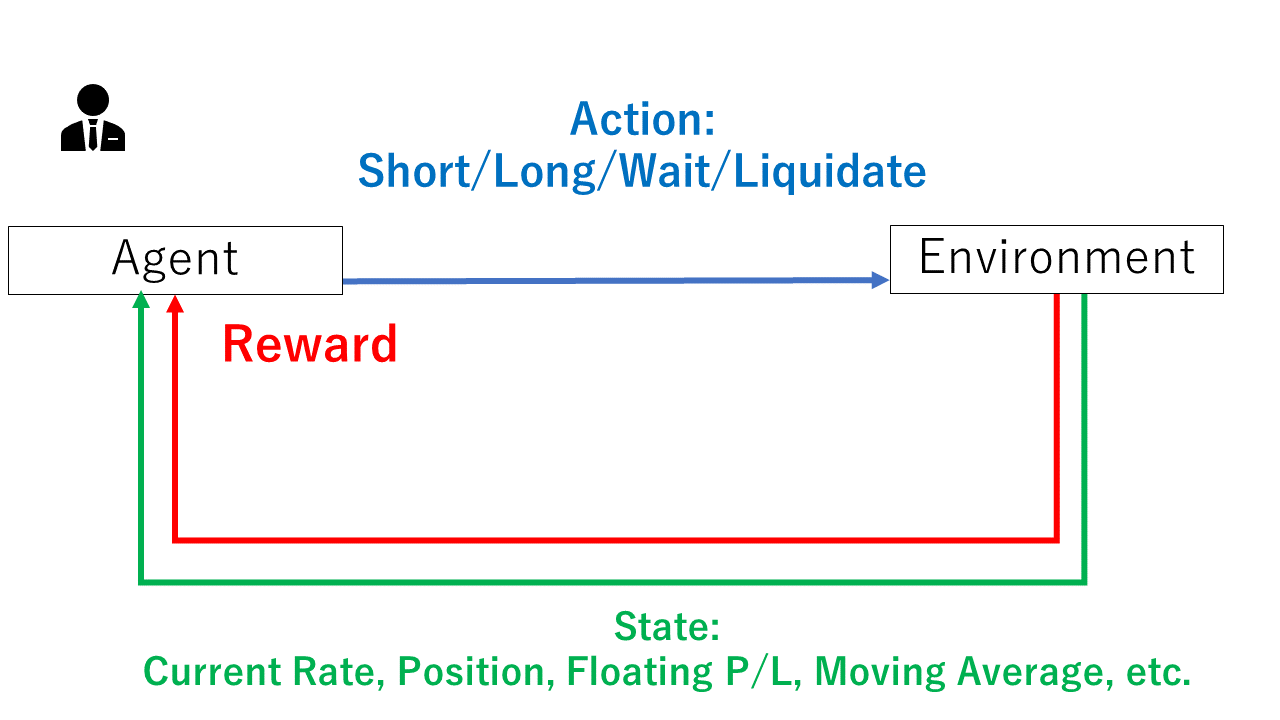 Action:
Short/Long/Wait/Liquidate
Agent
Environment
Reward
State:
Current Rate, Position, Floating P/L, Moving Average, etc.